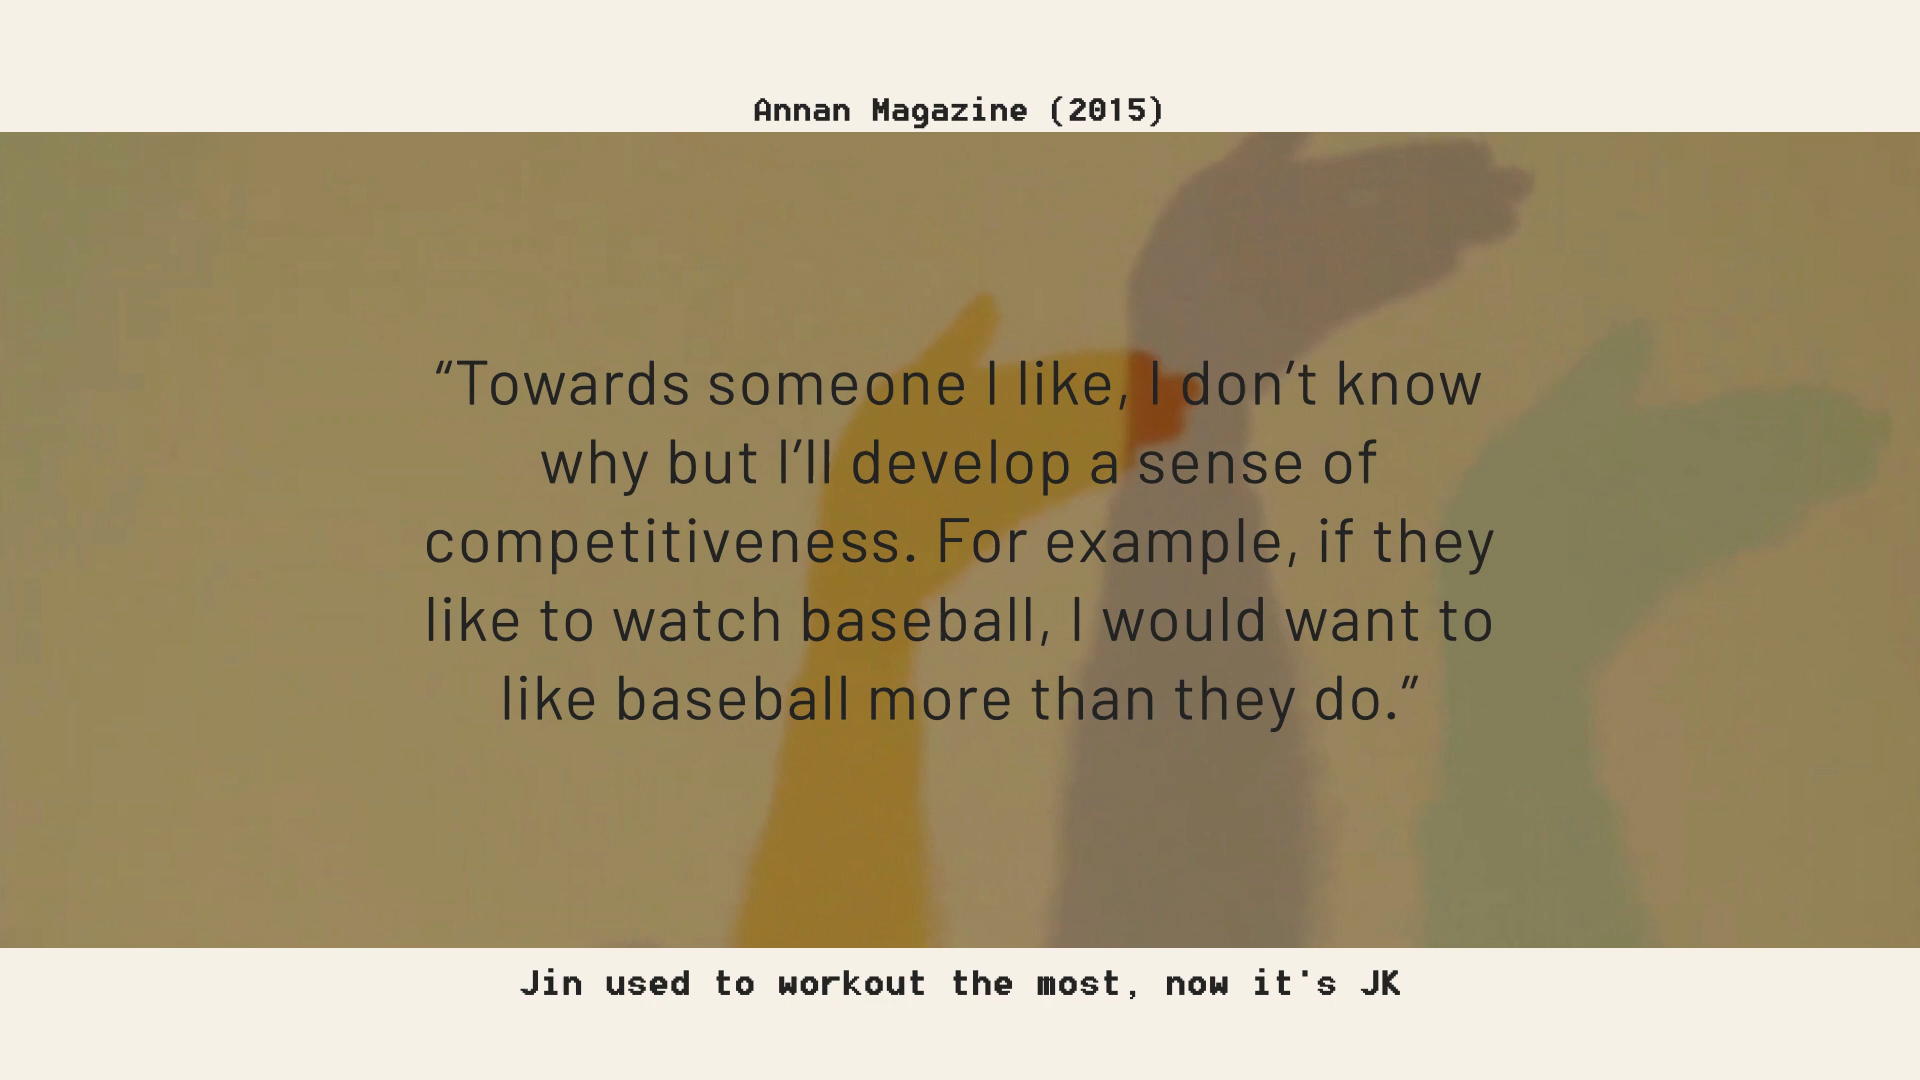 Annan Magazine (2015)
“Towards someone I like, I don’t know
why but I’ll develop a sense of
competitiveness. For example, if they
like to watch baseball, I would want to
like baseball more than they do.”
Jin used to workout the most, now it's JK